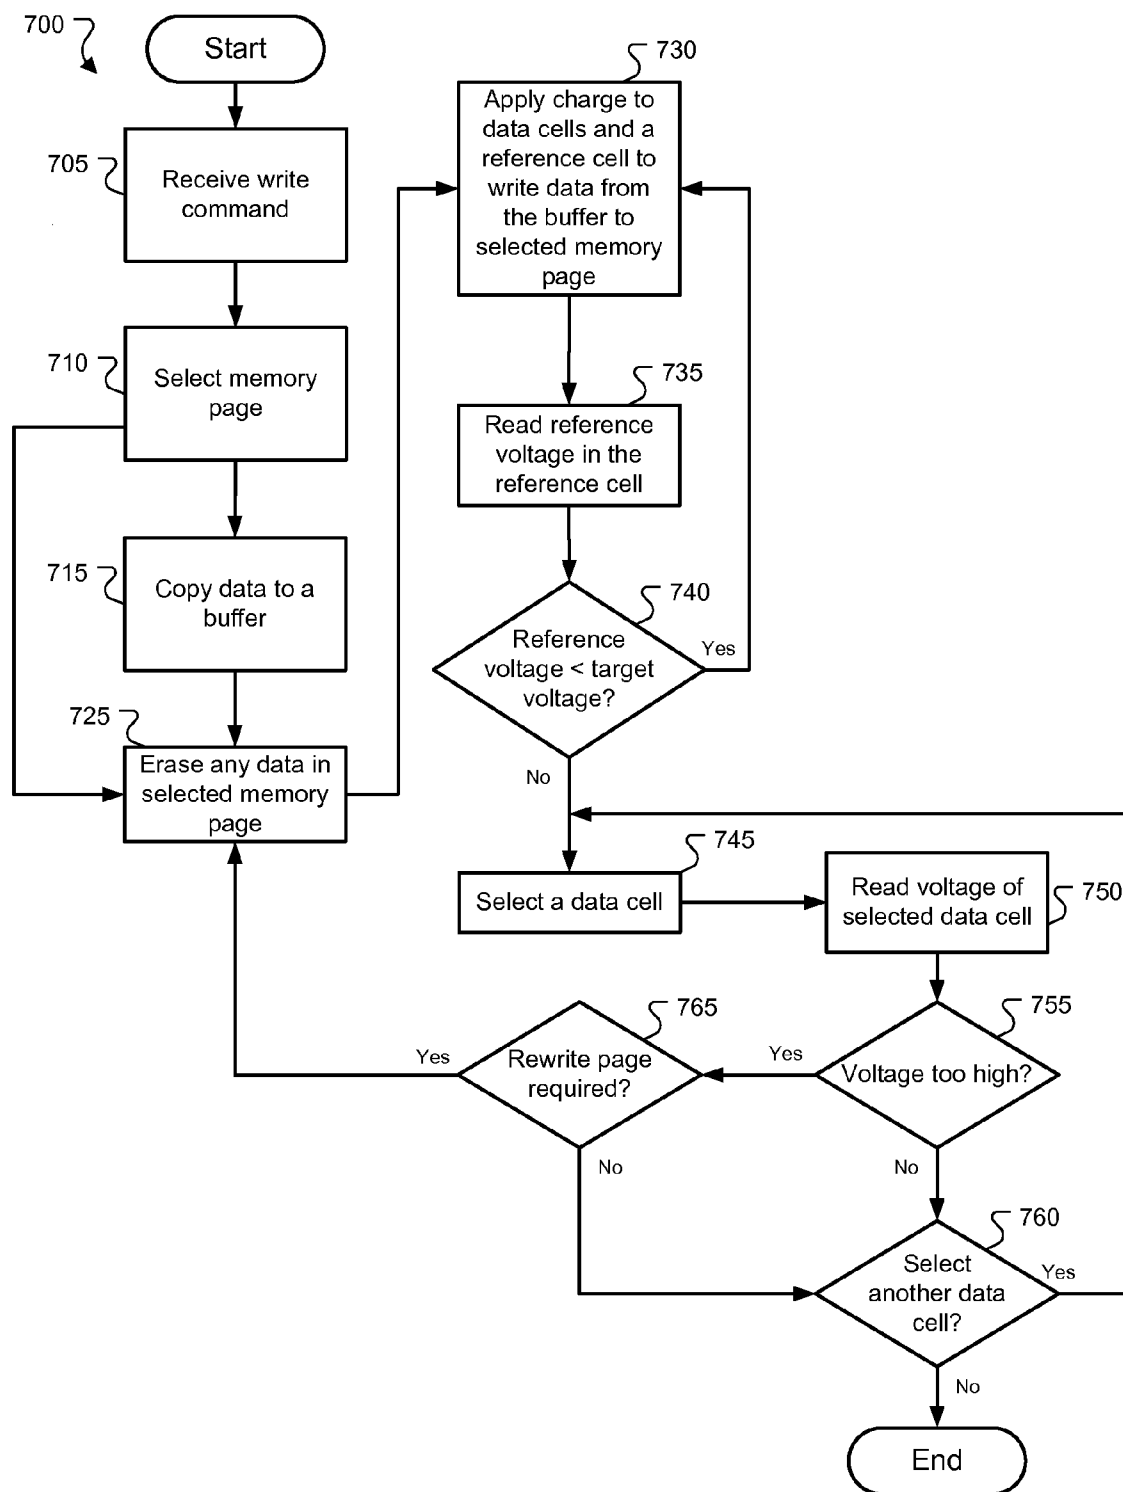 700
Start
705
Receive write
command
710
Select memory
page
715
Copy data to a
buffer
725
Erase any data in
selected memory
page
730
Apply charge to
data cells and a
reference cell to
write data from
the buffer to
selected memory
page
735
Read reference
voltage in the
reference cell
740
Reference
voltage < target
voltage?
Yes
No
745
Select a data cell
750
Read voltage of
selected data cell
755
Voltage too high?
Yes
No
765
Rewrite page
required?
Yes
No
760
Select
another data
cell?
Yes
No
End